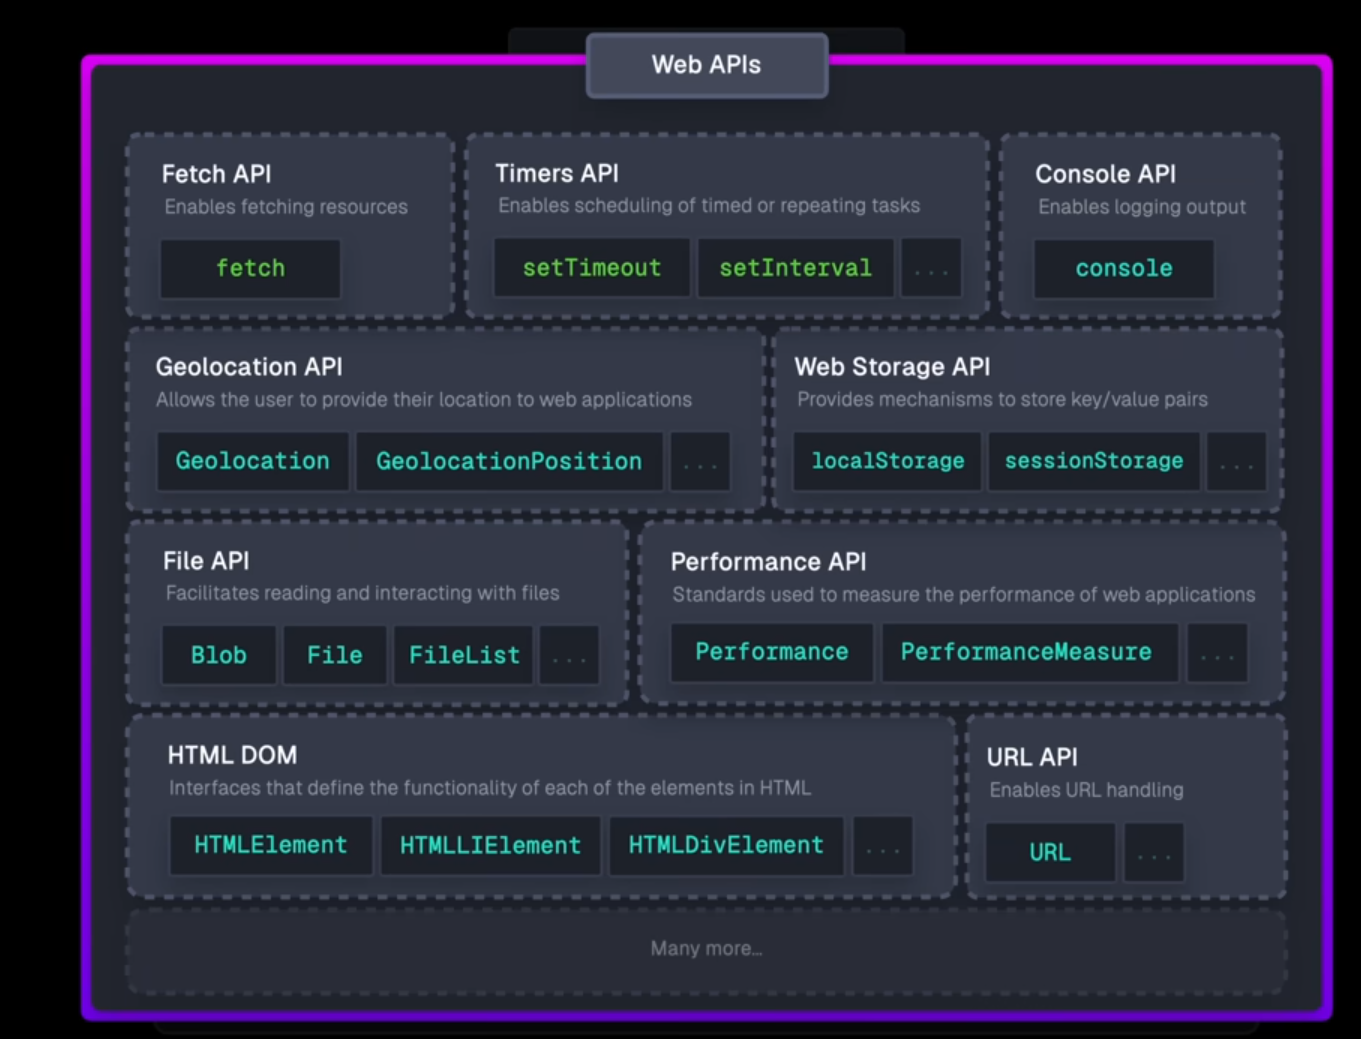 Web APIs
Fetch API
Enables fetching resources
fetch
Timers API
Enables scheduling of timed or repeating tasks
setTimeout
setInterval
...
Console API
Enables logging output
console
Geolocation API
Allows the user to provide their location to web applications
Geolocation
GeolocationPosition
...
Web Storage API
Provides mechanisms to store key/value pairs
localStorage
sessionStorage
...
File API
Facilitates reading and interacting with files
Blob
File
FileList
...
Performance API
Standards used to measure the performance of web applications
Performance
PerformanceMeasure
...
HTML DOM
Interfaces that define the functionality of each of the elements in HTML
HTMLElement
HTMLLIElement
HTMLDivElement
...
URL API
Enables URL handling
URL
...
Many more...